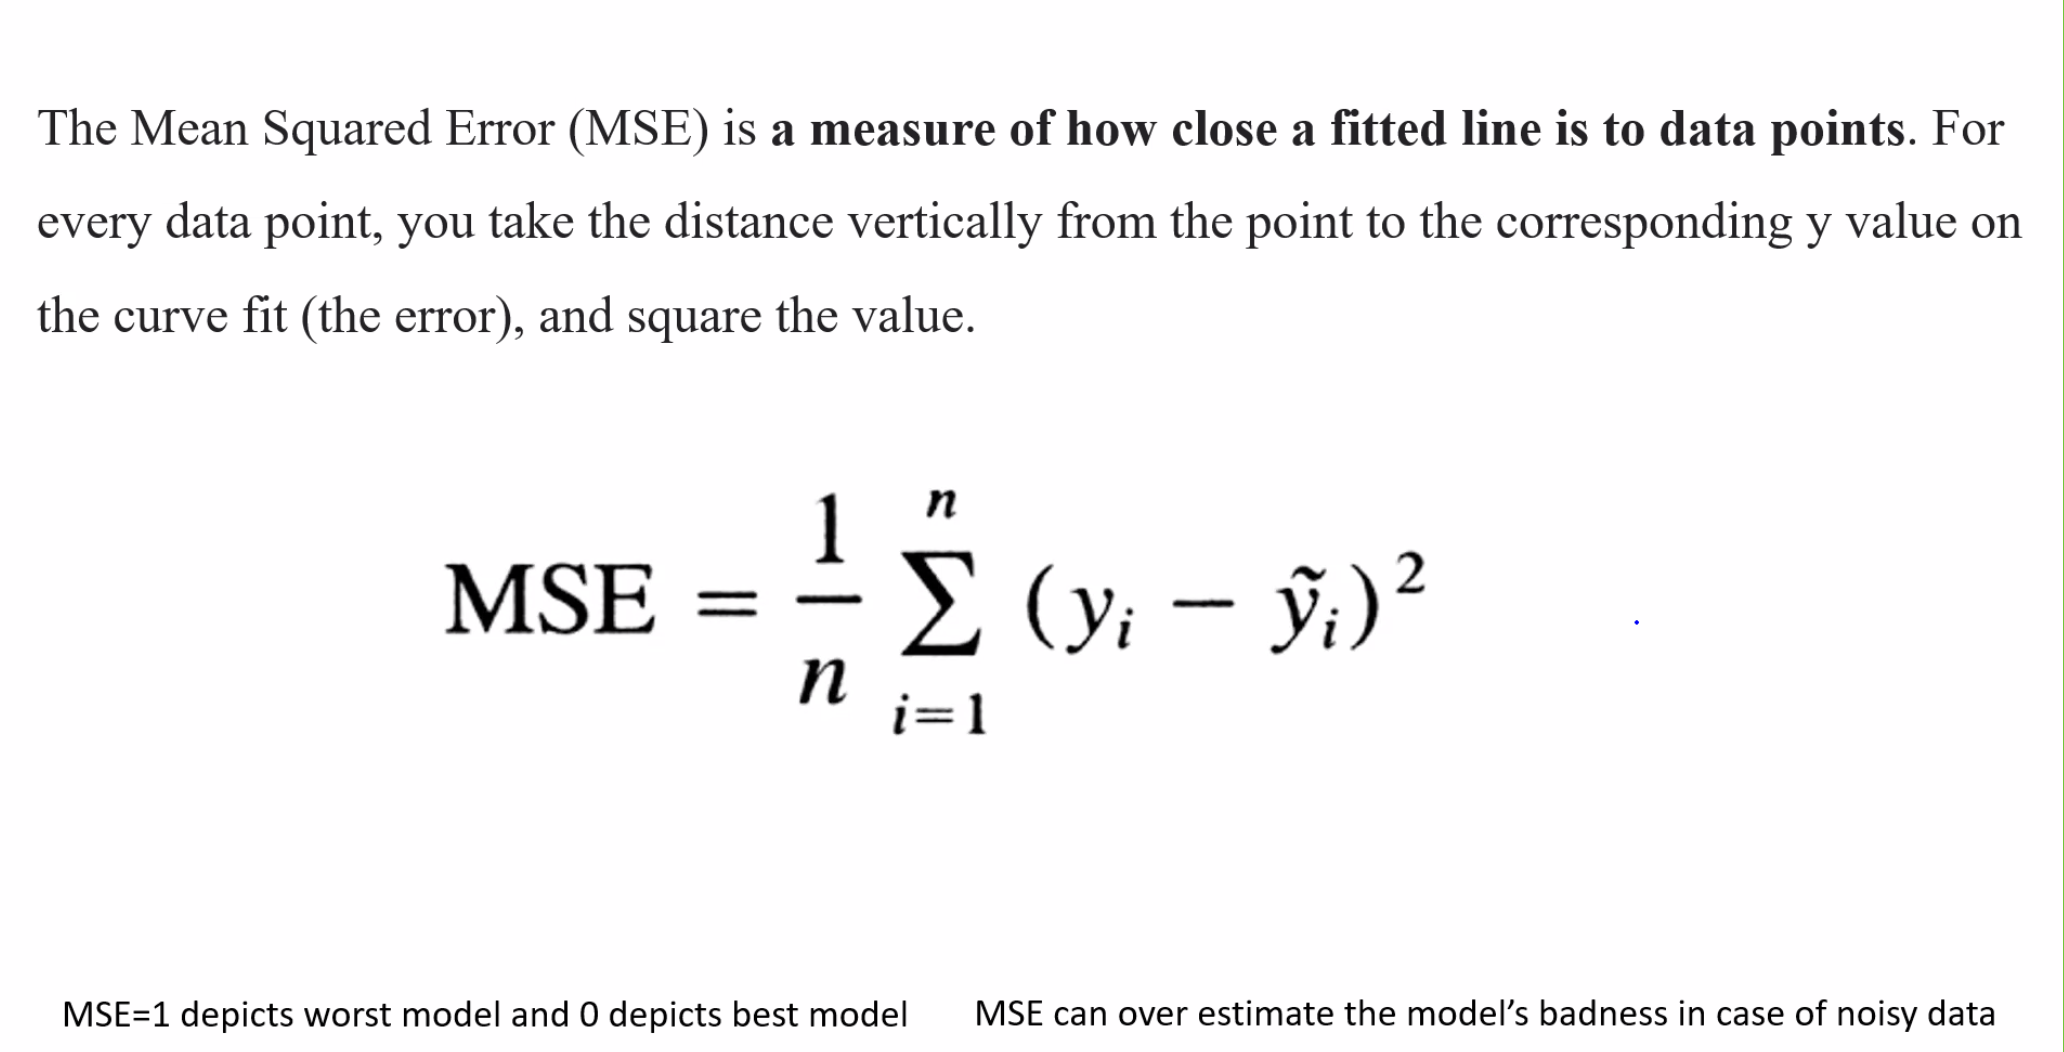 The Mean Squared Error (MSE) is a measure of how close a fitted line is to data points. For
every data point, you take the distance vertically from the point to the corresponding y value on
the curve fit (the error), and square the value.
MSE = \frac{1}{n} \sum_{i=1}^{n} (y_i − ỹ_i)^2
MSE=1 depicts worst model and 0 depicts best model
MSE can over estimate the model’s badness in case of noisy data